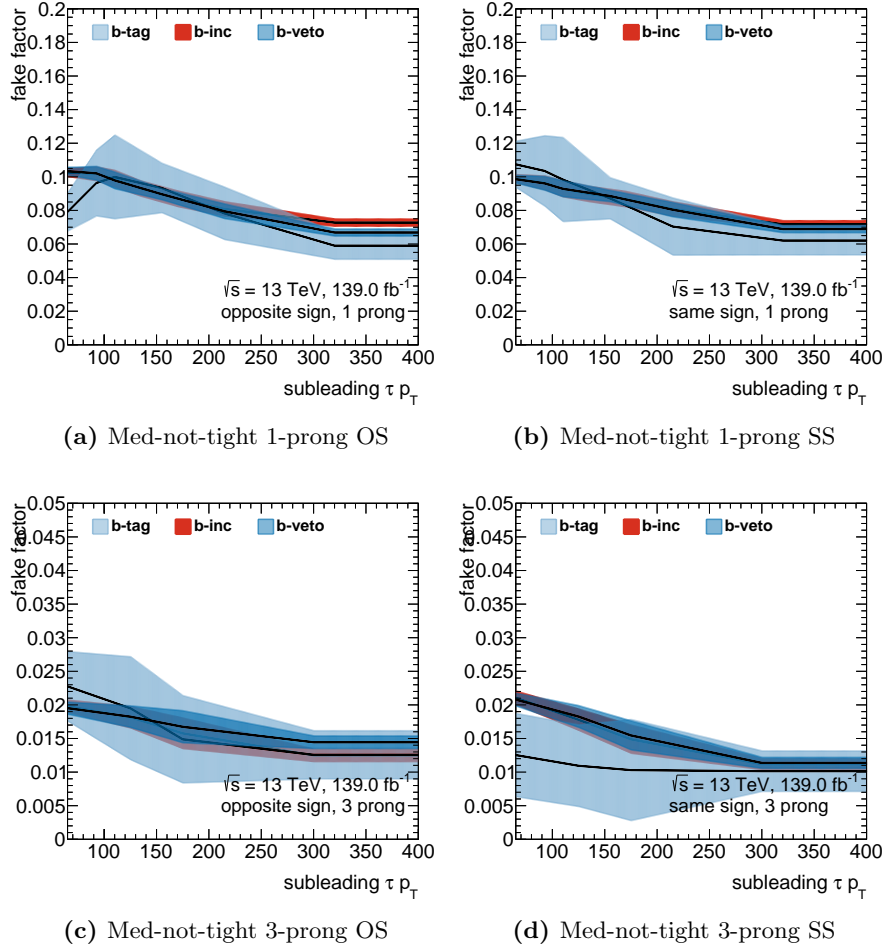 fake factor
0.2
0.18
0.16
0.14
0.12
0.1
0.08
0.06
0.04
0.02
0
b-tag b-inc b-veto
√s = 13 TeV, 139.0 fb⁻¹
opposite sign, 1 prong
100 150 200 250 300 350 400
subleading τ p_T
(a) Med-not-tight 1-prong OS
fake factor
0.2
0.18
0.16
0.14
0.12
0.1
0.08
0.06
0.04
0.02
0
b-tag b-inc b-veto
√s = 13 TeV, 139.0 fb⁻¹
same sign, 1 prong
100 150 200 250 300 350 400
subleading τ p_T
(b) Med-not-tight 1-prong SS
fake factor
0.05
0.045
0.04
0.035
0.03
0.025
0.02
0.015
0.01
0.005
0
b-tag b-inc b-veto
√s = 13 TeV, 139.0 fb⁻¹
opposite sign, 3 prong
100 150 200 250 300 350 400
subleading τ p_T
(c) Med-not-tight 3-prong OS
fake factor
0.05
0.045
0.04
0.035
0.03
0.025
0.02
0.015
0.01
0.005
0
b-tag b-inc b-veto
√s = 13 TeV, 139.0 fb⁻¹
same sign, 3 prong
100 150 200 250 300 350 400
subleading τ p_T
(d) Med-not-tight 3-prong SS